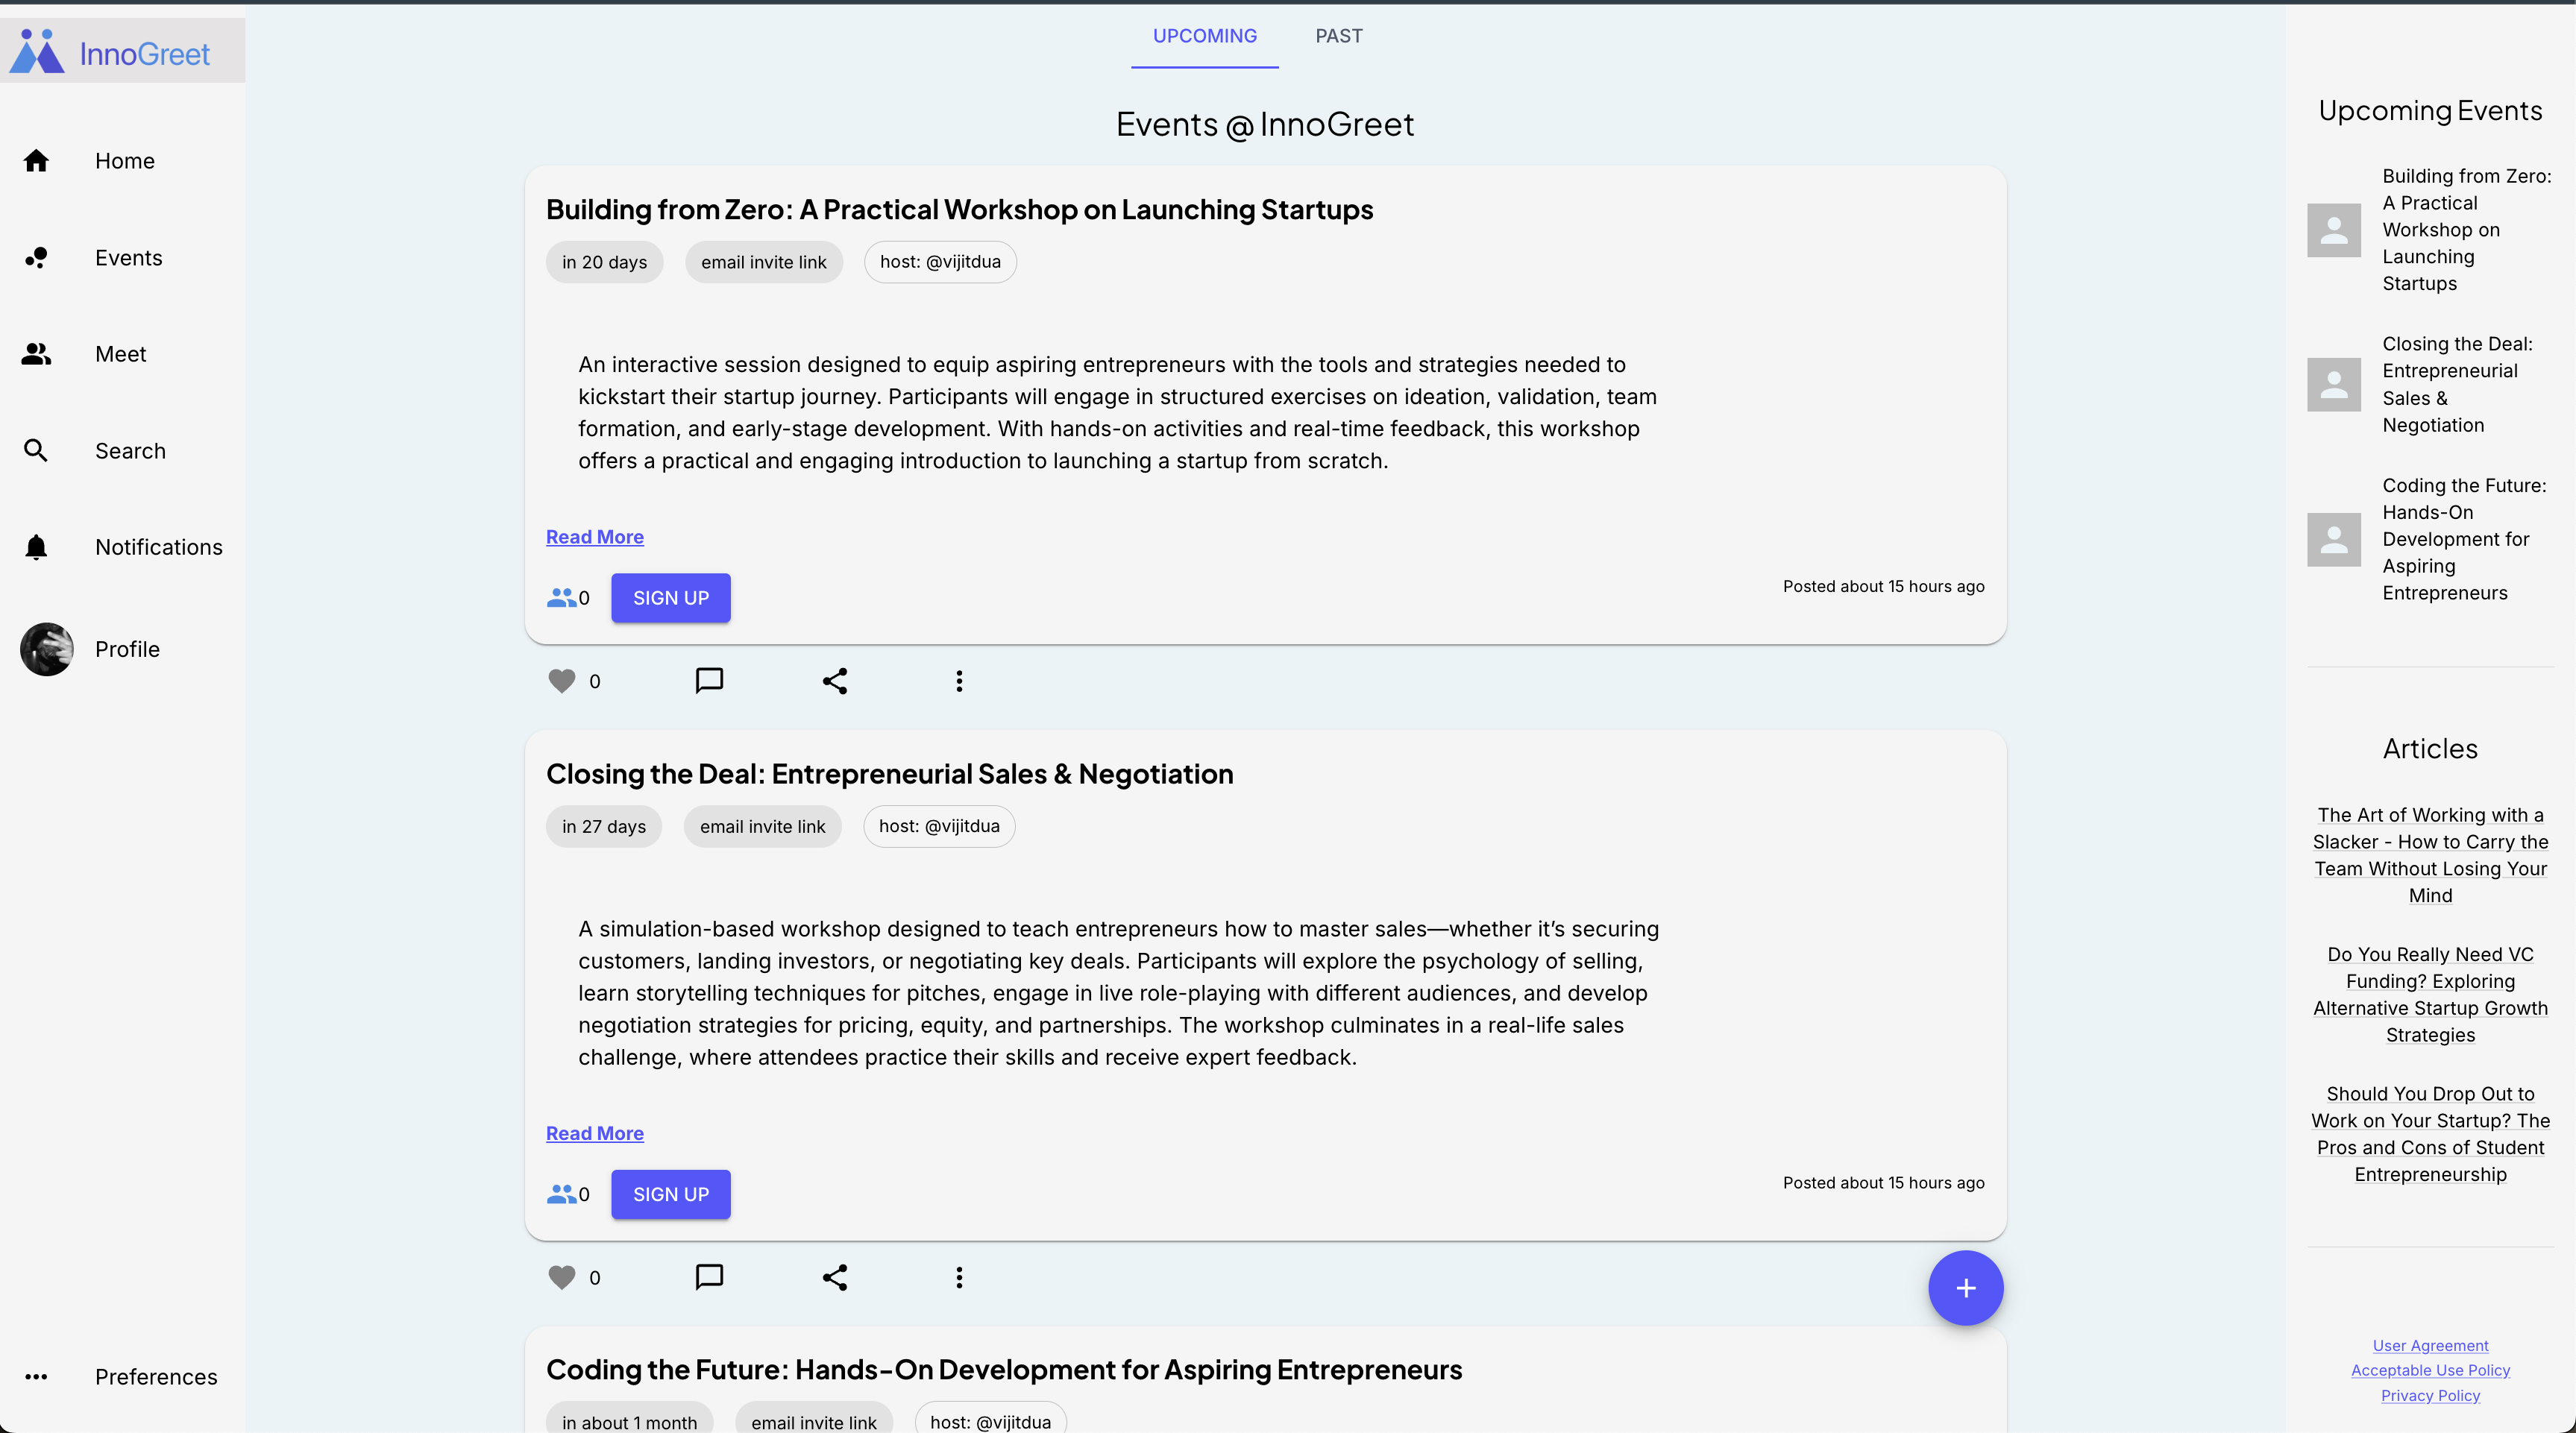 InnoGreet
Home
Events
Meet
Search
Notifications
Profile
Preferences
UPCOMING
PAST
Events @ InnoGreet
Building from Zero: A Practical Workshop on Launching Startups
in 20 days
email invite link
host: @vijitdua
An interactive session designed to equip aspiring entrepreneurs with the tools and strategies needed to
kickstart their startup journey. Participants will engage in structured exercises on ideation, validation, team
formation, and early-stage development. With hands-on activities and real-time feedback, this workshop
offers a practical and engaging introduction to launching a startup from scratch.
Read More
0
SIGN UP
Posted about 15 hours ago
0
Closing the Deal: Entrepreneurial Sales & Negotiation
in 27 days
email invite link
host: @vijitdua
A simulation-based workshop designed to teach entrepreneurs how to master sales—whether it’s securing
customers, landing investors, or negotiating key deals. Participants will explore the psychology of selling,
learn storytelling techniques for pitches, engage in live role-playing with different audiences, and develop
negotiation strategies for pricing, equity, and partnerships. The workshop culminates in a real-life sales
challenge, where attendees practice their skills and receive expert feedback.
Read More
0
SIGN UP
Posted about 15 hours ago
0
+
Coding the Future: Hands-On Development for Aspiring Entrepreneurs
in about 1 month
email invite link
host: @vijitdua
Upcoming Events
Building from Zero:
A Practical
Workshop on
Launching
Startups
Closing the Deal:
Entrepreneurial
Sales &
Negotiation
Coding the Future:
Hands-On
Development for
Aspiring
Entrepreneurs
Articles
The Art of Working with a
Slacker - How to Carry the
Team Without Losing Your
Mind
Do You Really Need VC
Funding? Exploring
Alternative Startup Growth
Strategies
Should You Drop Out to
Work on Your Startup? The
Pros and Cons of Student
Entrepreneurship
User Agreement
Acceptable Use Policy
Privacy Policy